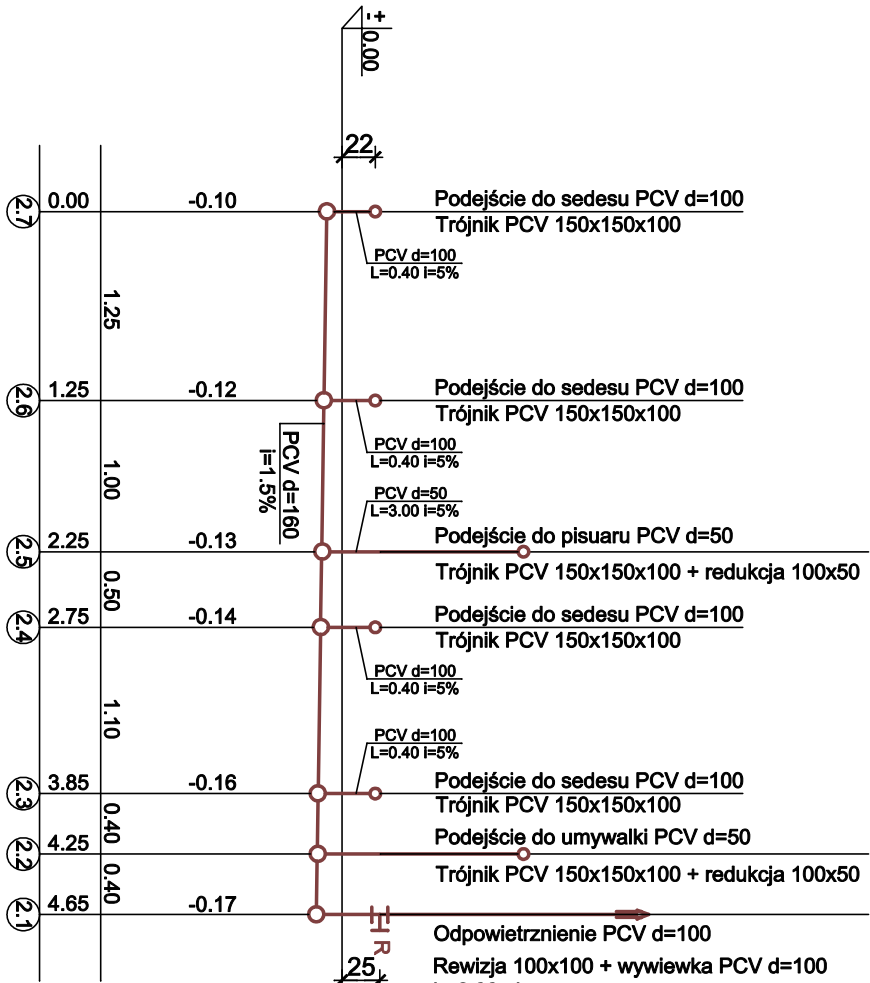 ± 0.00
22
2.7
0.00
-0.10
Podejście do sedesu PCV d=100
Trójnik PCV 150x150x100
PCV d=100
L=0.40 i=5%
1.25
2.6
1.25
-0.12
Podejście do sedesu PCV d=100
Trójnik PCV 150x150x100
PCV d=100
L=0.40 i=5%
PCV d=160
i=1.5%
1.00
PCV d=50
L=3.00 i=5%
2.5
2.25
-0.13
Podejście do pisuaru PCV d=50
Trójnik PCV 150x150x100 + redukcja 100x50
0.50
2.4
2.75
-0.14
Podejście do sedesu PCV d=100
Trójnik PCV 150x150x100
PCV d=100
L=0.40 i=5%
1.10
PCV d=100
L=0.40 i=5%
2.3
3.85
-0.16
Podejście do sedesu PCV d=100
Trójnik PCV 150x150x100
0.40
2.2
4.25
Podejście do umywalki PCV d=50
Trójnik PCV 150x150x100 + redukcja 100x50
0.40
2.1
4.65
-0.17
Odpowietrznienie PCV d=100
R
25
Rewizja 100x100 + wywiewka PCV d=100